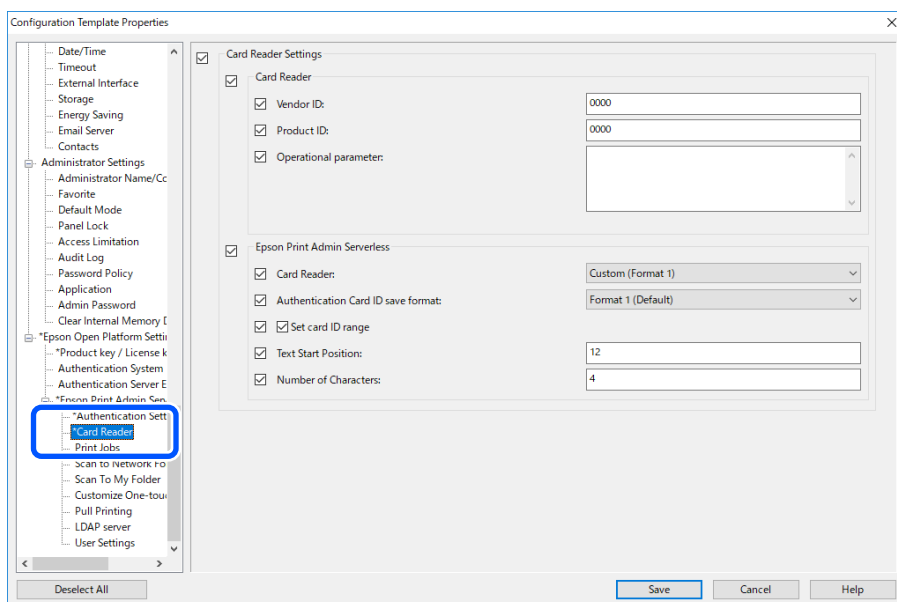 Configuration Template Properties
Date/Time
Timeout
External Interface
Storage
Energy Saving
Email Server
Contacts
Administrator Settings
Administrator Name/Co
Favorite
Default Mode
Panel Lock
Access Limitation
Audit Log
Password Policy
Application
Admin Password
Clear Internal Memory D
*Epson Open Platform Settin
*Product key / License k
Authentication System
Authentication Server E
*Epson Print Admin Serv
*Authentication Sett
*Card Reader
Print Jobs
Scan to Network Fo
Scan To My Folder
Customize One-tou
Pull Printing
LDAP server
User Settings
Card Reader Settings
Card Reader
Vendor ID: 0000
Product ID: 0000
Operational parameter:
Epson Print Admin Serverless
Card Reader: Custom (Format 1)
Authentication Card ID save format: Format 1 (Default)
Set card ID range
Text Start Position: 12
Number of Characters: 4
Deselect All Save Cancel Help